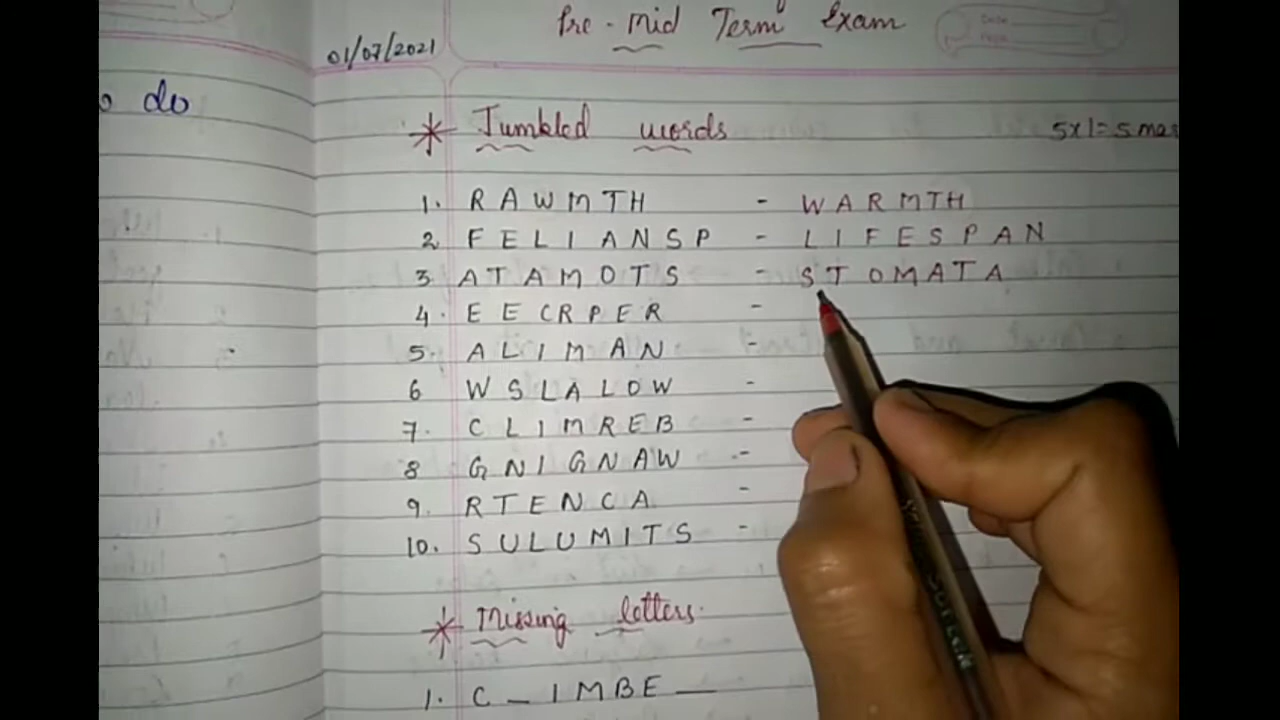 Pre-Mid Term Exam
01/07/2021
do
Jumbled words 5x1=5
1. RAWMTH - WARMTH
2 FELIANSP - LIFESPAN
3 ATAMOTS - STOMATA
4. EECRPER -
5. ALIMAN -
6 WSLALOW -
7. CLIMREB -
8 GNIGNAW -
9. RTENCA -
10. SULUMITS -
Missing letters.
1. C_IMBE_